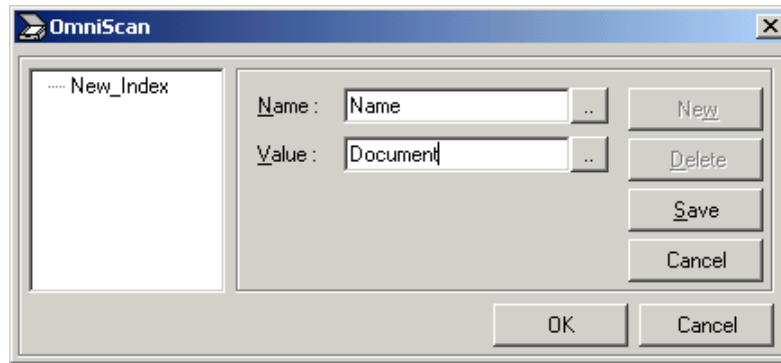 OmniScan
New_Index
Name : Name .. New
Value : Document .. Delete
Save
Cancel
OK Cancel